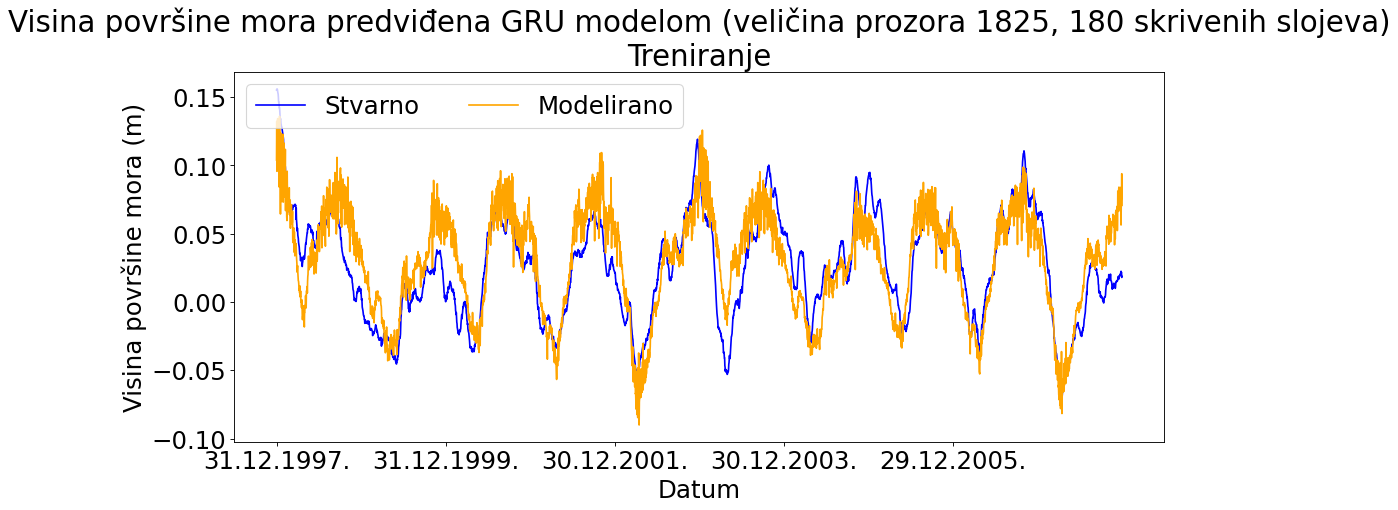 Visina površine mora predviđena GRU modelom (veličina prozora 1825, 180 skrivenih slojeva)
Treniranje
Stvarno
Modelirano
Visina površine mora (m)
0.15
0.10
0.05
0.00
−0.05
−0.10
31.12.1997.
31.12.1999.
30.12.2001.
30.12.2003.
29.12.2005.
Datum